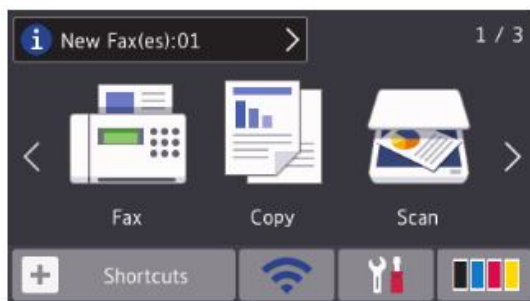 i New Fax(es):01 >
1 / 3
Fax
Copy
Scan
+ Shortcuts